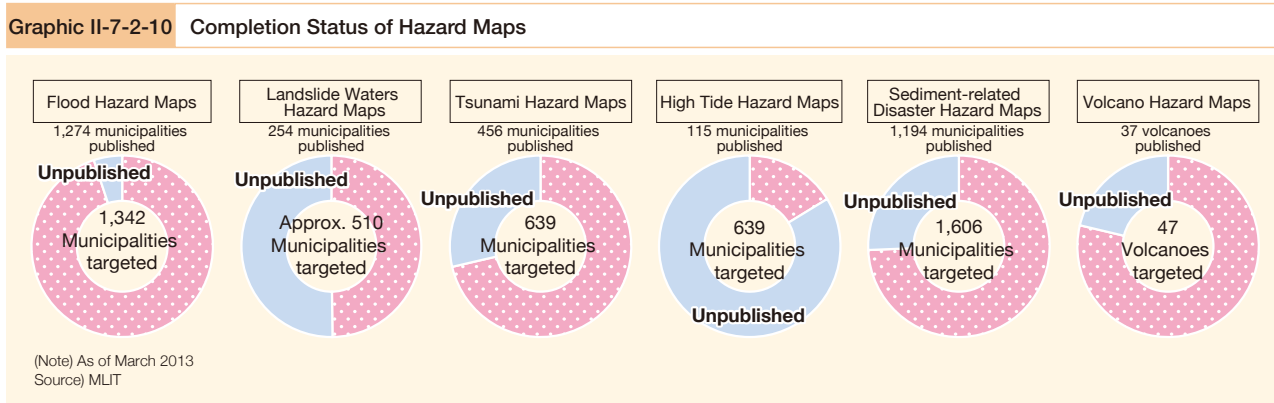 Graphic II-7-2-10 Completion Status of Hazard Maps
Flood Hazard Maps
1,274 municipalities
published
Unpublished
1,342
Municipalities
targeted
Landslide Waters
Hazard Maps
254 municipalities
published
Unpublished
Approx. 510
Municipalities
targeted
Tsunami Hazard Maps
456 municipalities
published
Unpublished
639
Municipalities
targeted
High Tide Hazard Maps
115 municipalities
published
639
Municipalities
targeted
Unpublished
Sediment-related
Disaster Hazard Maps
1,194 municipalities
published
Unpublished
1,606
Municipalities
targeted
Volcano Hazard Maps
37 volcanoes
published
Unpublished
47
Volcanoes
targeted
(Note) As of March 2013
Source) MLIT